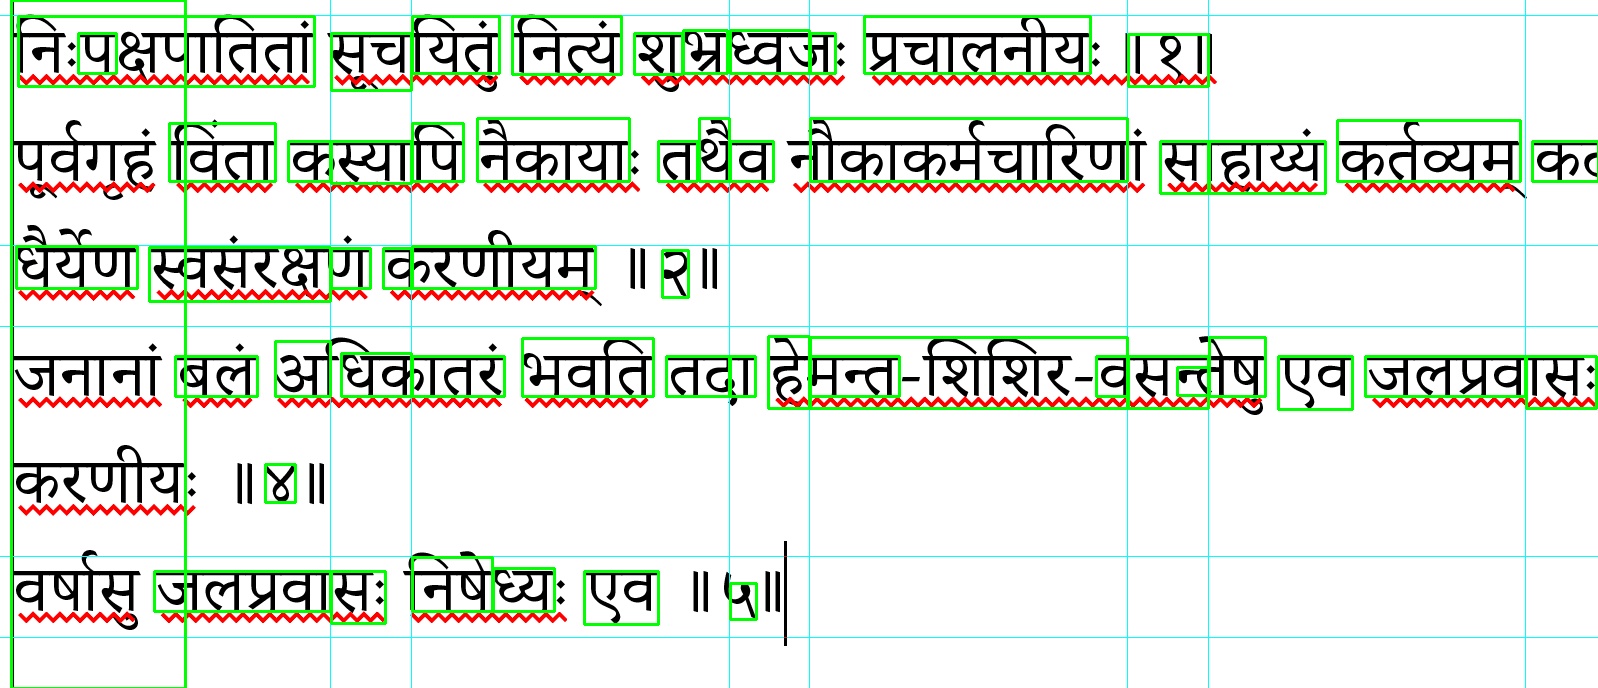 निःपक्षपातितां सूचयितुं नित्यं शुभ्रध्वजः प्रचालनीयः ।१।
पूर्वगृहं विंता कस्यापि नैकायाः तथैव नौकाकर्मचारिणां साहाय्यं कर्तव्यम्
धैर्येण स्वसंरक्षणं करणीयम् ॥२॥
जनानां बलं अधिकातरं भवति तदा हेमन्त-शिशिर-वसन्तेषु एव जलप्रवासः
करणीयः ॥४॥
वर्षासु जलप्रवासः निषेध्यः एव ॥५॥